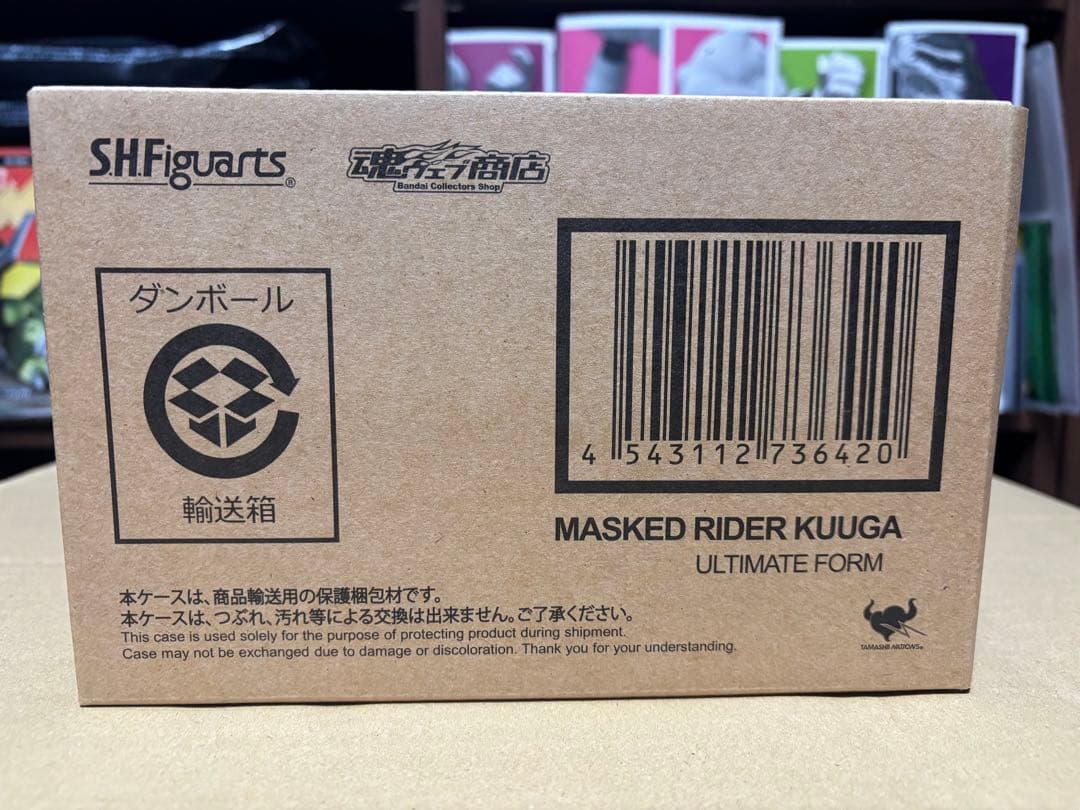 S.H.Figuarts®
魂ウェブ商店
Bandai Collectors Shop
ダンボール
輸送箱
4 543112 736420
MASKED RIDER KUUGA
ULTIMATE FORM
本ケースは、商品輸送用の保護梱包材です。
本ケースは、つぶれ、汚れ等による交換は出来ません。ご了承ください。
This case is used solely for the purpose of protecting product during shipment.
Case may not be exchanged due to damage or discoloration. Thank you for your understanding.
TAMASHII NATIONS®